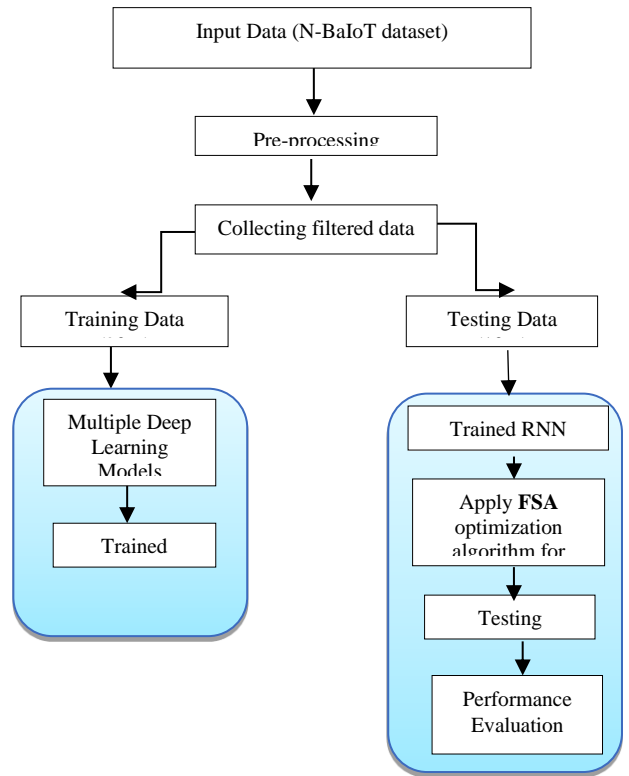 Input Data (N-BaIoT dataset)
Pre-processing
Collecting filtered data
Training Data
Testing Data
Multiple Deep
Learning
Models
Trained
Trained RNN
Apply FSA
optimization
algorithm for
Testing
Performance
Evaluation